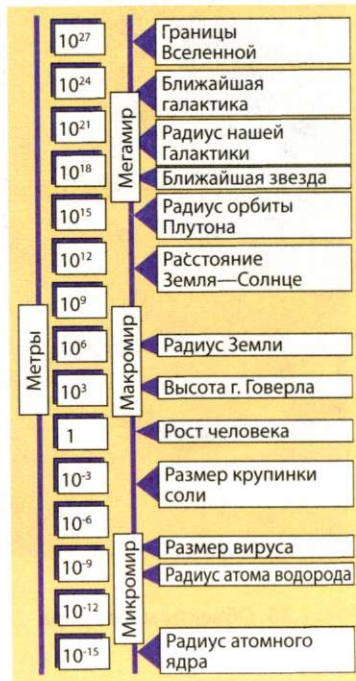 Метры
10²⁷
10²⁴
10²¹
10¹⁸
10¹⁵
10¹²
10⁹
10⁶
10³
1
10⁻³
10⁻⁶
10⁻⁹
10⁻¹²
10⁻¹⁵
Мегамир
Макромир
Микромир
Границы
Вселенной
Ближайшая
галактика
Радиус нашей
Галактики
Ближайшая звезда
Радиус орбиты
Плутона
Расстояние
Земля—Солнце
Радиус Земли
Высота г. Говерла
Рост человека
Размер крупинки
соли
Размер вируса
Радиус атома водорода
Радиус атомного
ядра